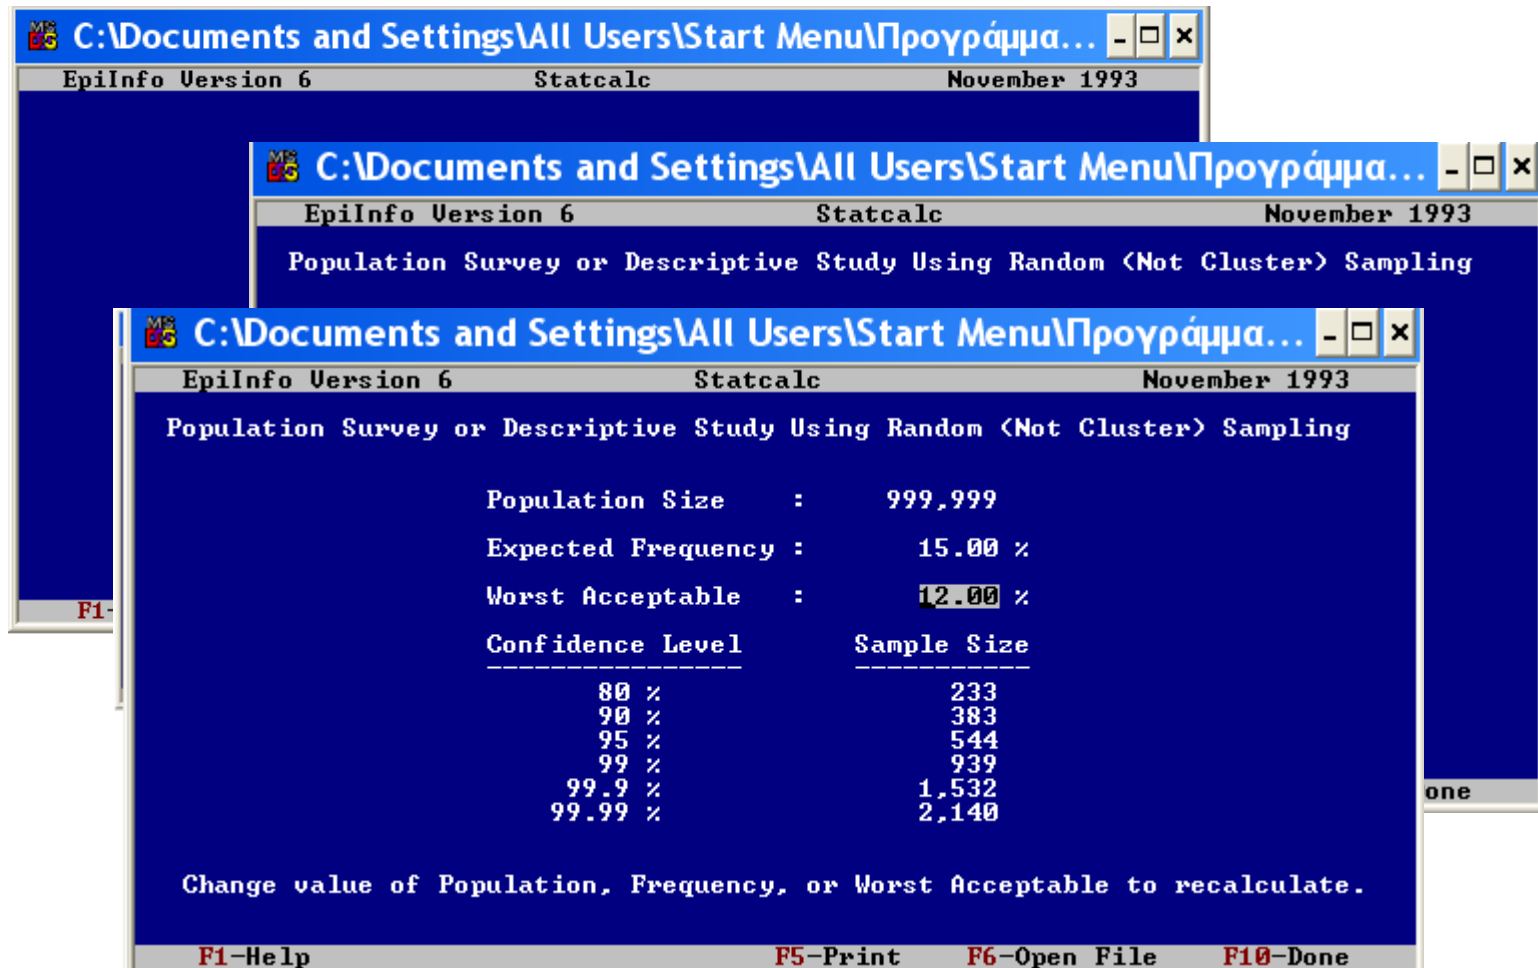 C:\Documents and Settings\All Users\Start Menu\Προγράμμα...
EpiInfo Version 6 Statcalc November 1993
F1-
C:\Documents and Settings\All Users\Start Menu\Προγράμμα...
EpiInfo Version 6 Statcalc November 1993
Population Survey or Descriptive Study Using Random (Not Cluster) Sampling
one
C:\Documents and Settings\All Users\Start Menu\Προγράμμα...
EpiInfo Version 6 Statcalc November 1993
Population Survey or Descriptive Study Using Random (Not Cluster) Sampling
Population Size : 999,999
Expected Frequency : 15.00 %
Worst Acceptable : 12.00 %
Confidence Level Sample Size
80 % 233
90 % 383
95 % 544
99 % 939
99.9 % 1,532
99.99 % 2,140
Change value of Population, Frequency, or Worst Acceptable to recalculate.
F1-Help F5-Print F6-Open File F10-Done